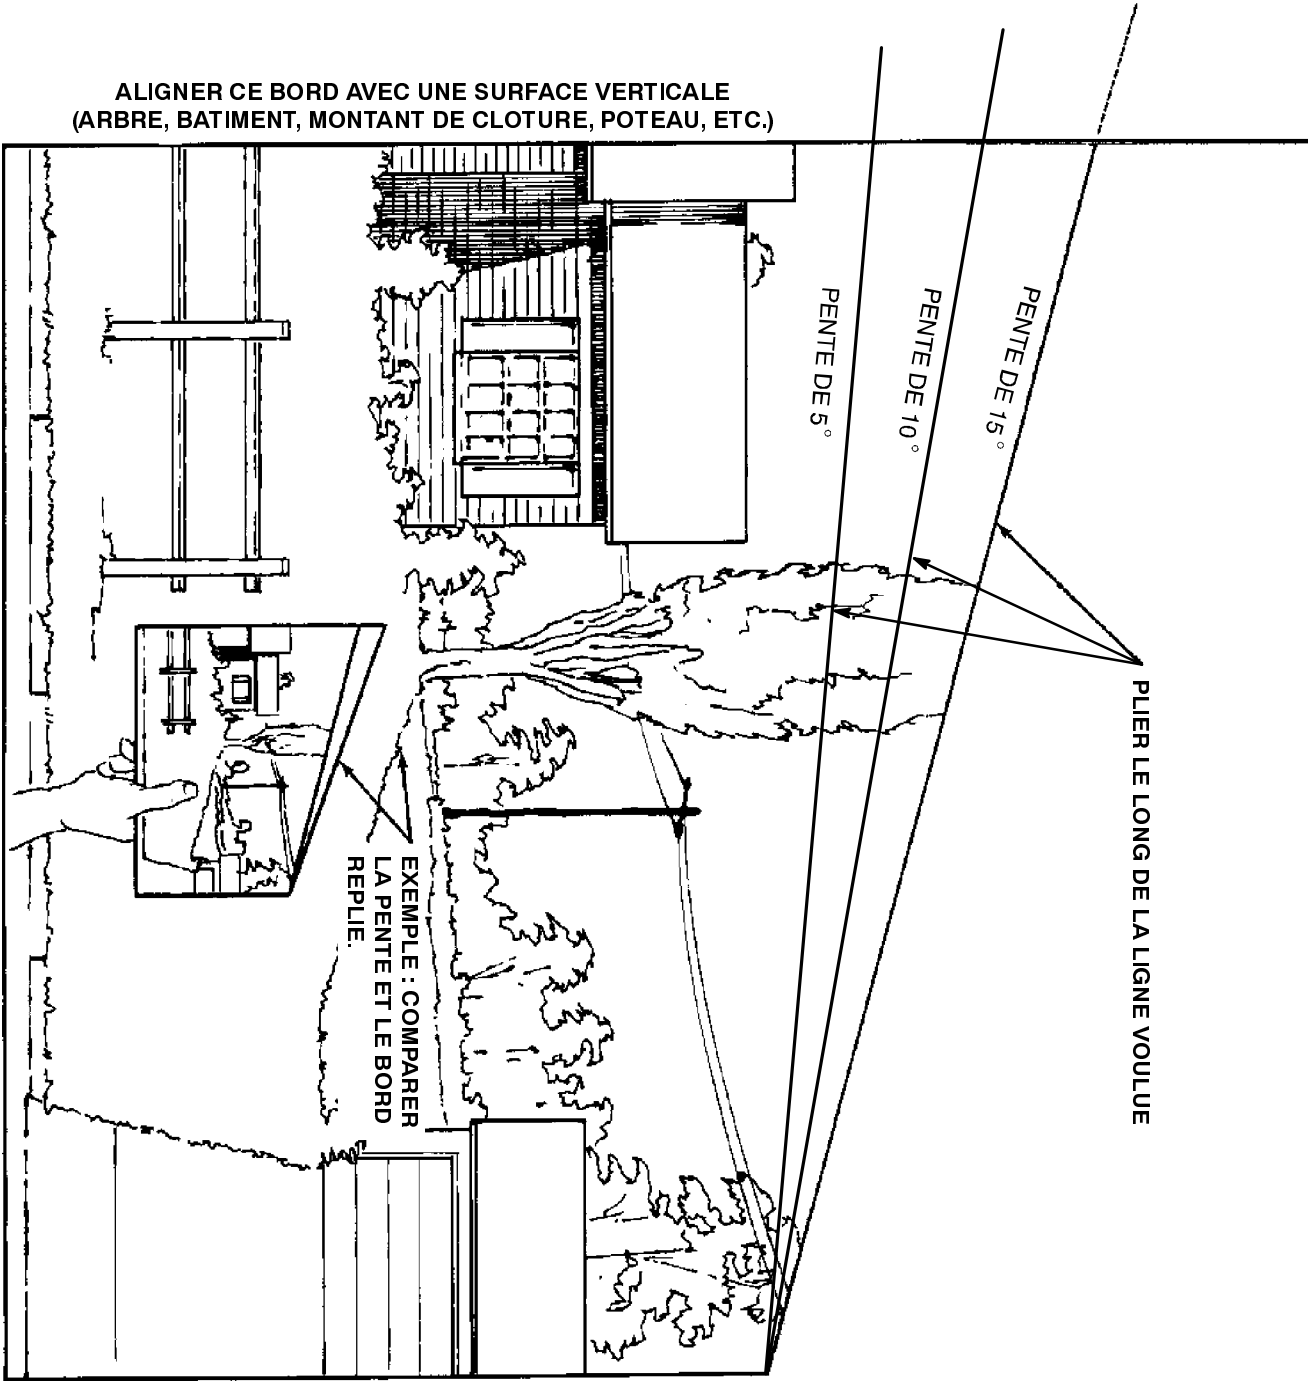 ALIGNER CE BORD AVEC UNE SURFACE VERTICALE
(ARBRE, BATIMENT, MONTANT DE CLOTURE, POTEAU, ETC.)
PENTE DE 5°
PENTE DE 10°
PENTE DE 15°
PLIER LE LONG DE LA LIGNE VOULUE
EXEMPLE : COMPARER
LA PENTE ET LE BORD
REPLIE.